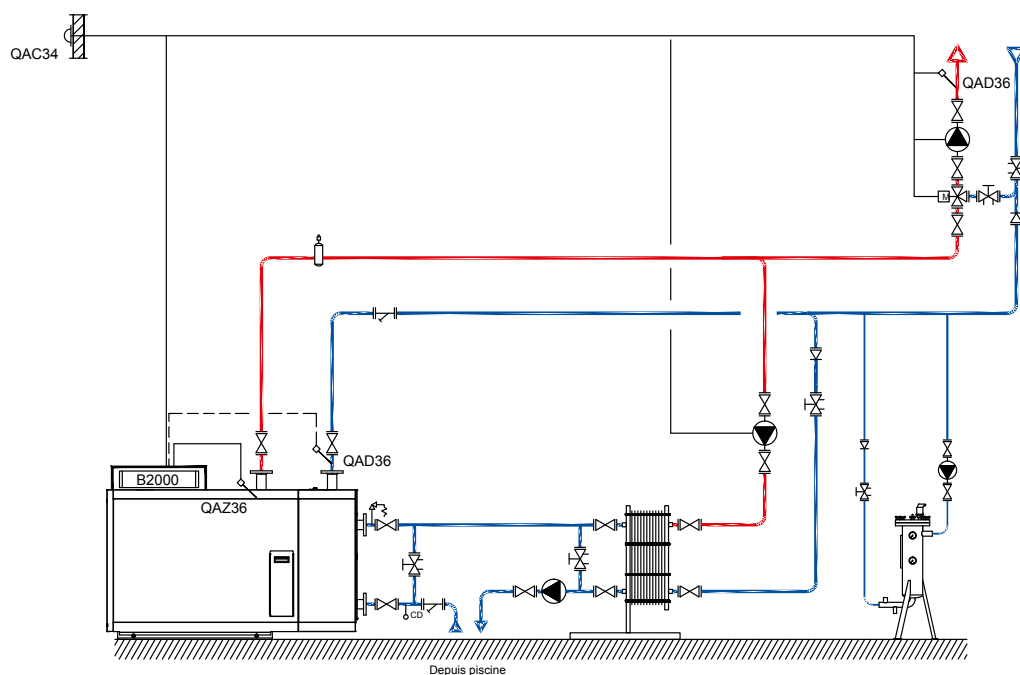 QAC34
QAD36
M
QAD36
B2000
QAZ36
CD
Depuis piscine